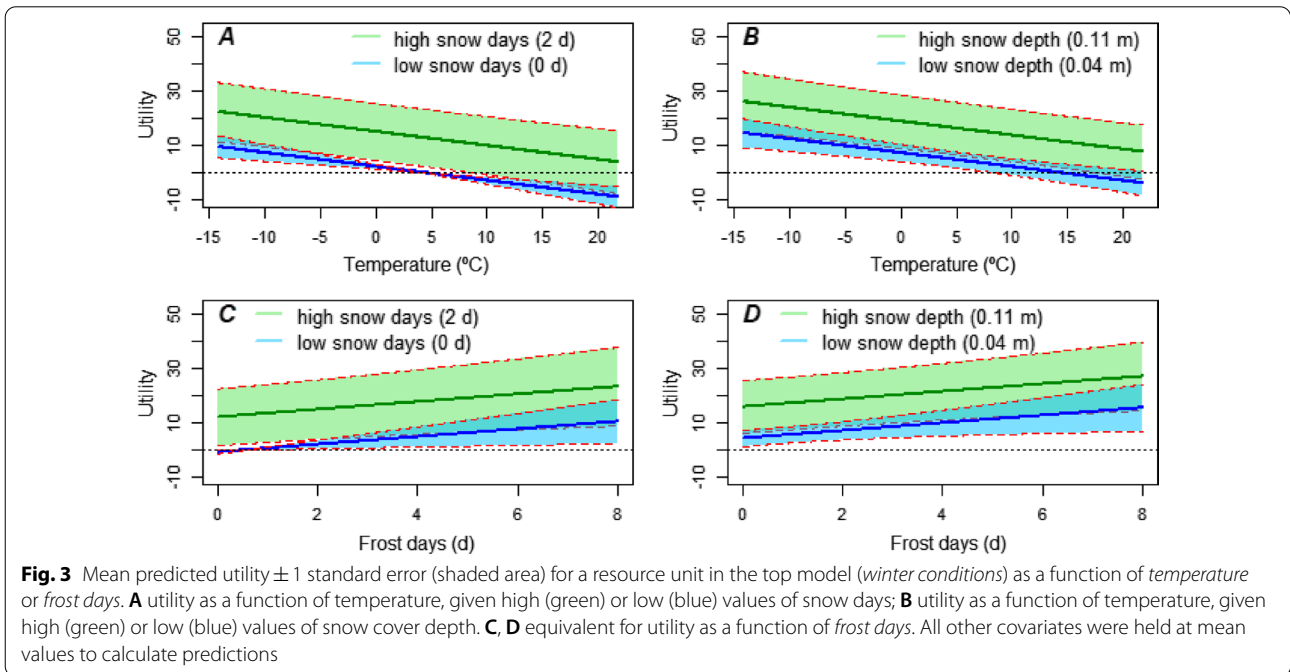 A
high snow days (2 d)
low snow days (0 d)
Utility
50
30
10
-10
-15 -10 -5 0 5 10 15 20
Temperature (ºC)
B
high snow depth (0.11 m)
low snow depth (0.04 m)
Utility
50
30
10
-10
-15 -10 -5 0 5 10 15 20
Temperature (ºC)
C
high snow days (2 d)
low snow days (0 d)
Utility
50
30
10
-10
0 2 4 6 8
Frost days (d)
D
high snow depth (0.11 m)
low snow depth (0.04 m)
Utility
50
30
10
-10
0 2 4 6 8
Frost days (d)
Fig. 3 Mean predicted utility ± 1 standard error (shaded area) for a resource unit in the top model (winter conditions) as a function of temperature
or frost days. A utility as a function of temperature, given high (green) or low (blue) values of snow days; B utility as a function of temperature, given
high (green) or low (blue) values of snow cover depth. C, D equivalent for utility as a function of frost days. All other covariates were held at mean
values to calculate predictions